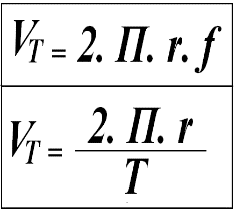 V_T = 2. Π. r. f
V_T = 2. Π. r / T